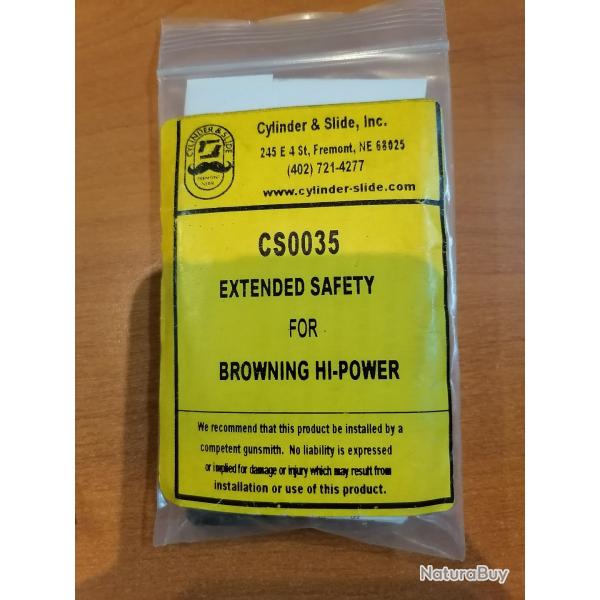 CYLINDER & SLIDE
Cylinder & Slide, Inc.
245 E 4 St, Fremont, NE 68025
(402) 721-4277
www.cylinder-slide.com
CS0035
EXTENDED SAFETY
FOR
BROWNING HI-POWER
We recommend that this product be installed by a
competent gunsmith. No liability is expressed
or implied for damage or injury which may result from
installation or use of this product.
NaturaBuy